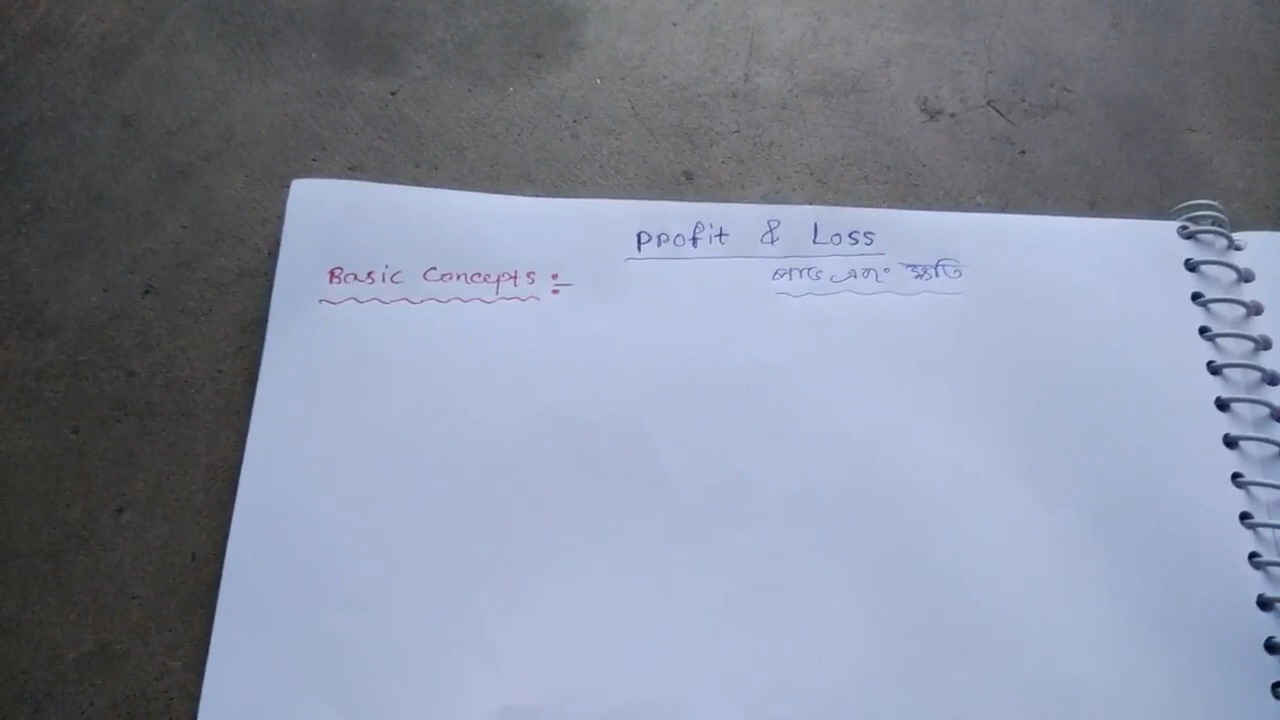 Profit & Loss
লাভ এবং ক্ষতি
Basic Concepts :-